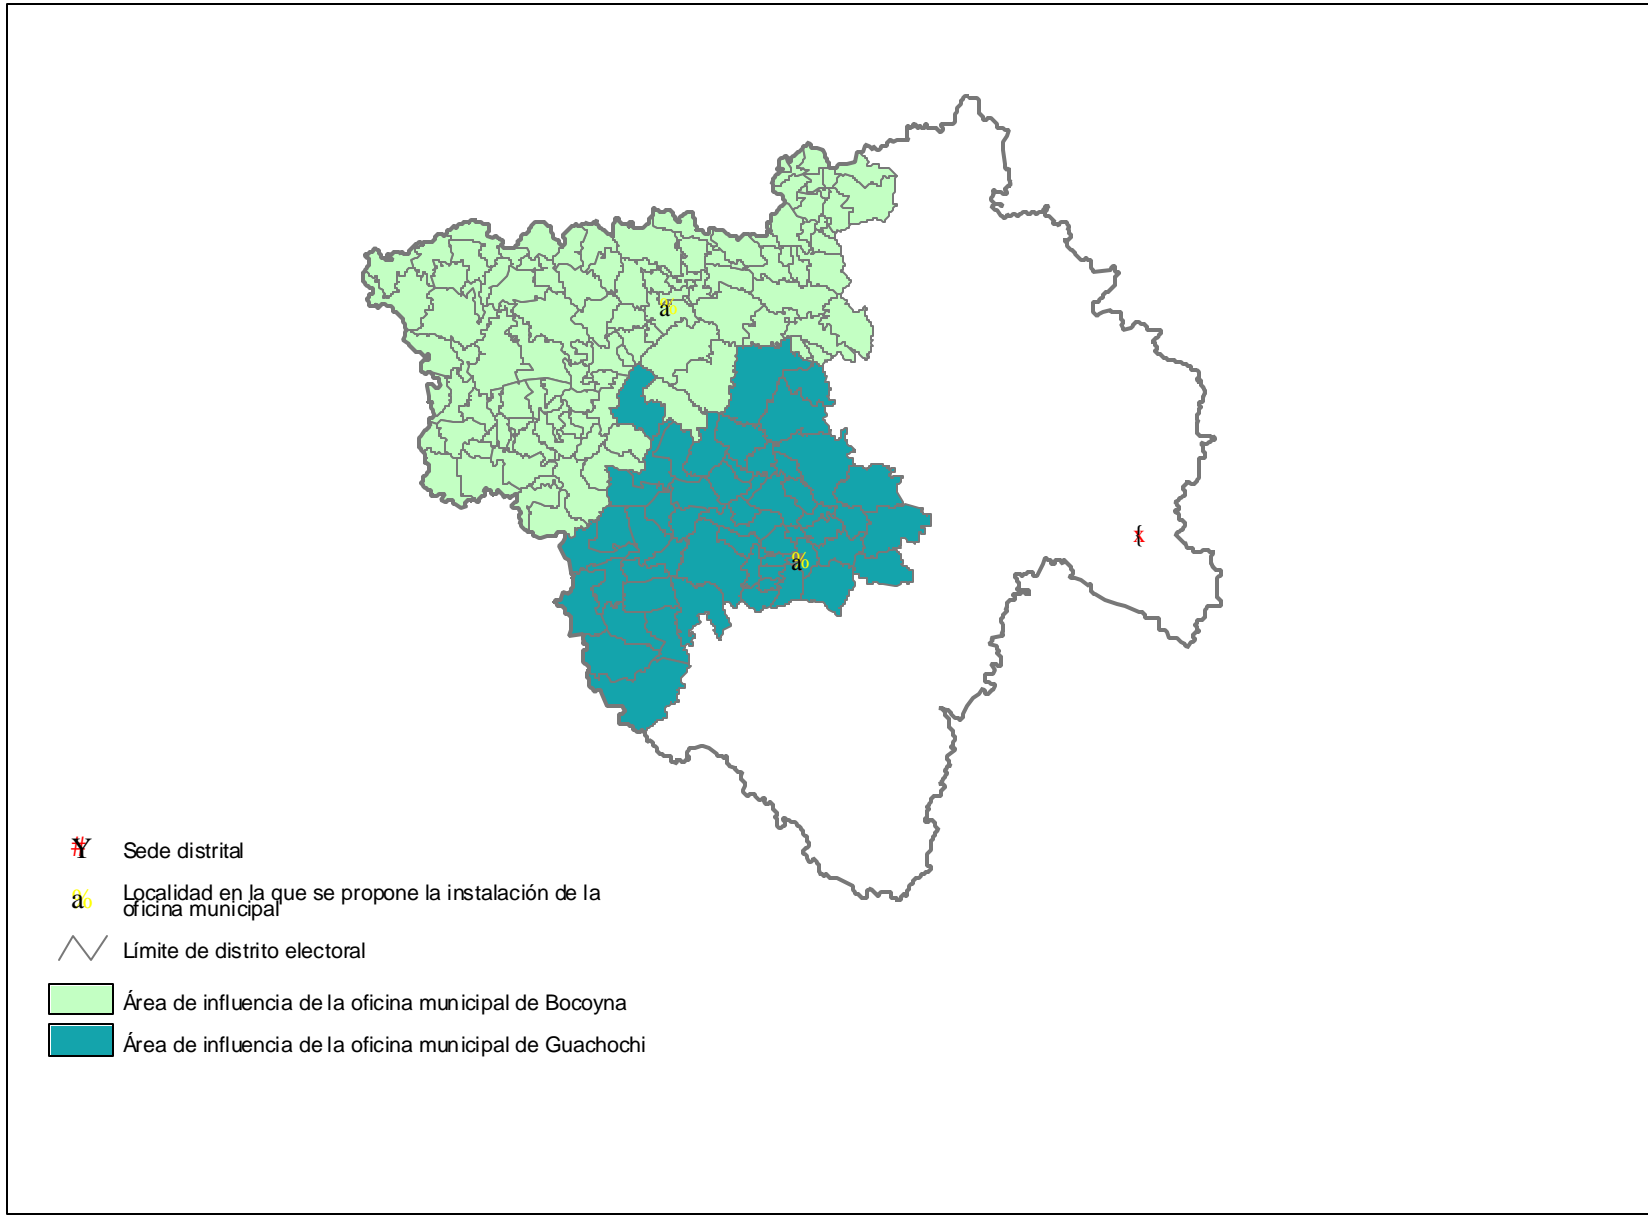 Sede distrital
Localidad en la que se propone la instalación de la
oficina municipal
Límite de distrito electoral
Área de influencia de la oficina municipal de Bocoyna
Área de influencia de la oficina municipal de Guachochi